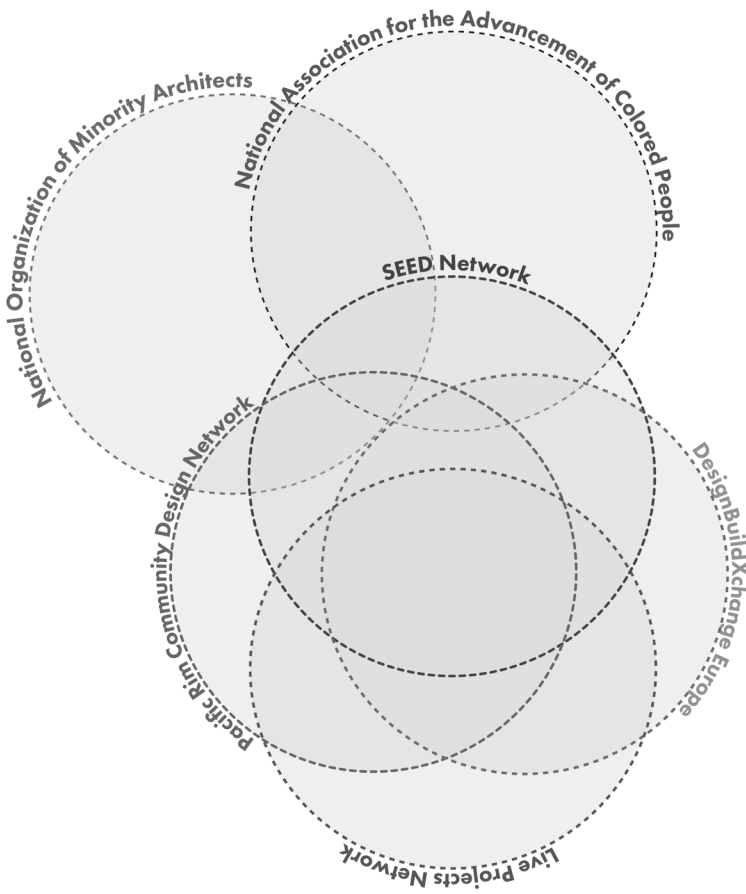 National Association for the Advancement of Colored People
National Organization of Minority Architects
SEED Network
Pacific Rim Community Design Network
DesignBuildXchange Europe
Live Projects Network